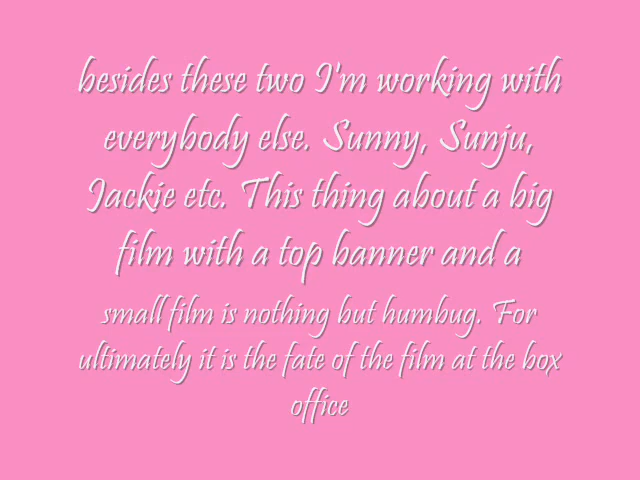 besides these two I'm working with
everybody else. Sunny, Sunju,
Jackie etc. This thing about a big
film with a top banner and a
small film is nothing but humbug. For
ultimately it is the fate of the film at the box
office